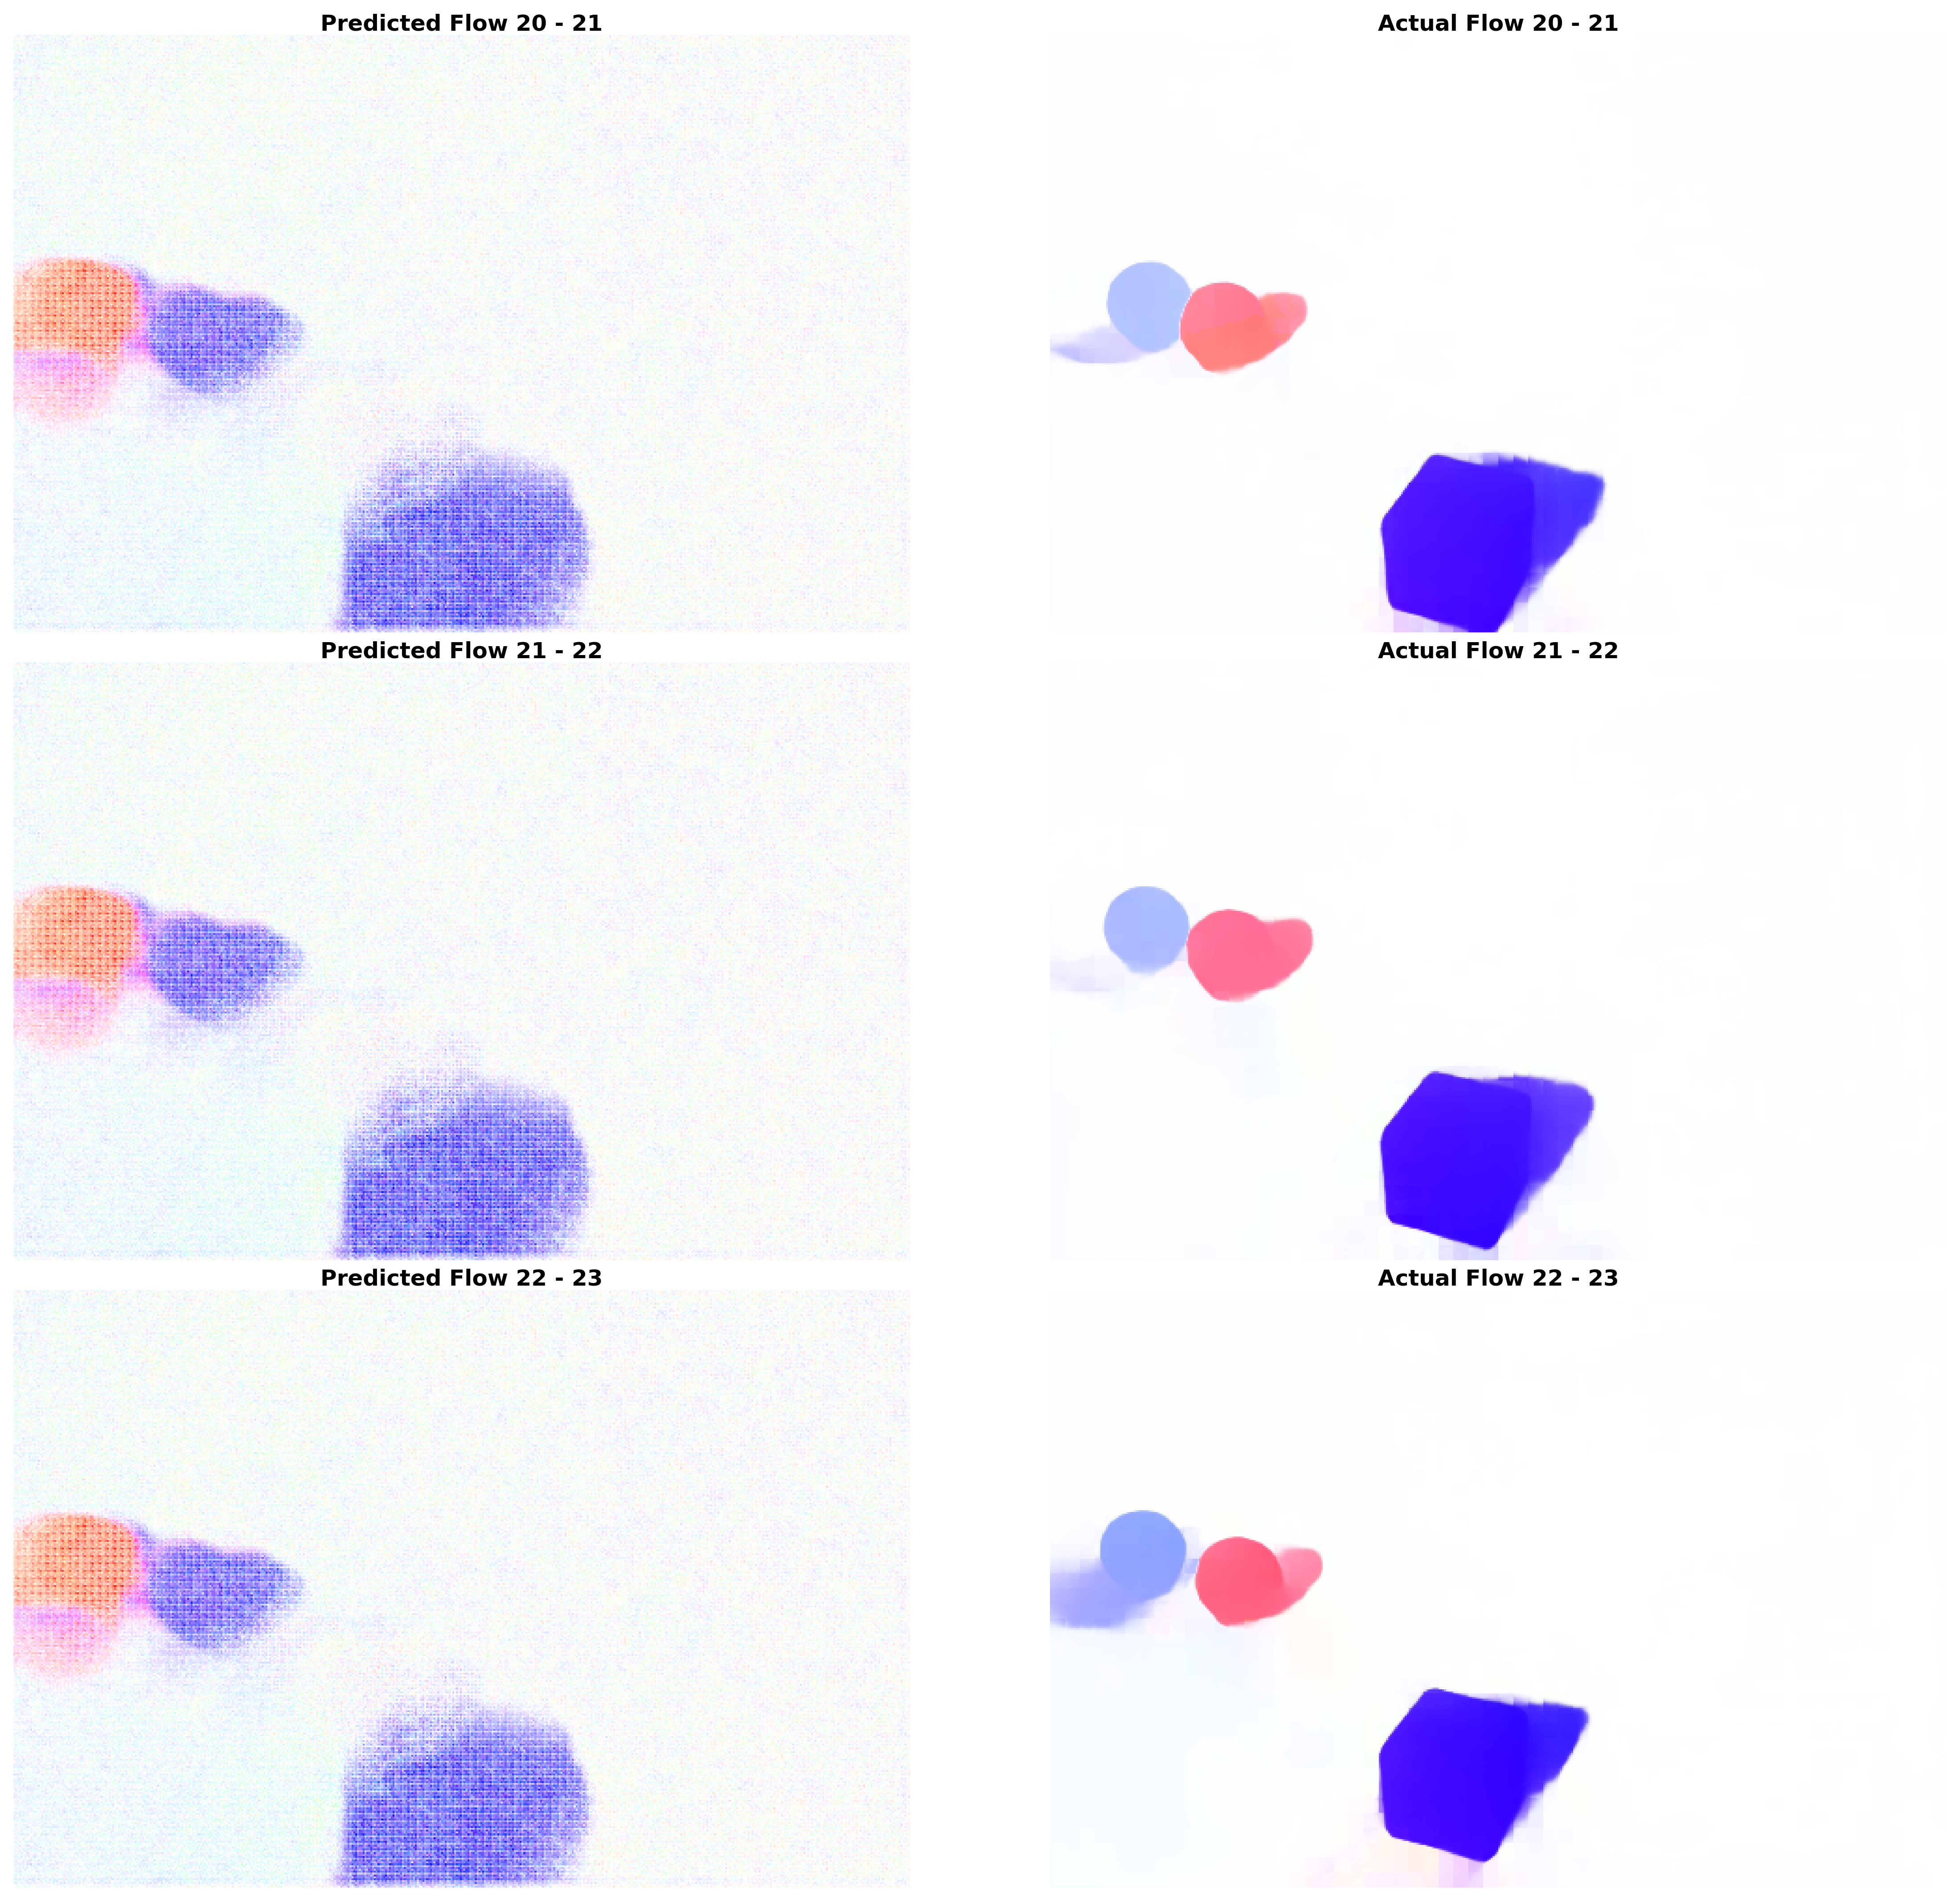 Predicted Flow 20 - 21
Actual Flow 20 - 21
Predicted Flow 21 - 22
Actual Flow 21 - 22
Predicted Flow 22 - 23
Actual Flow 22 - 23